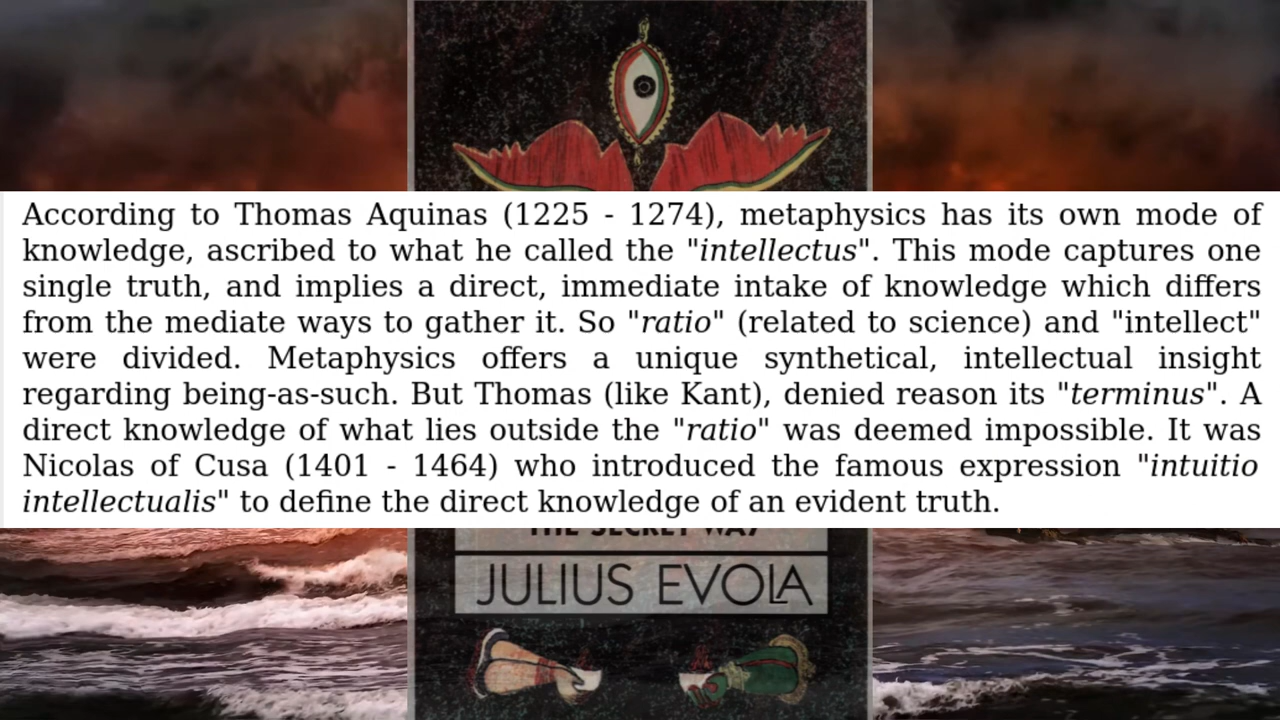 According to Thomas Aquinas (1225 - 1274), metaphysics has its own mode of
knowledge, ascribed to what he called the "intellectus". This mode captures one
single truth, and implies a direct, immediate intake of knowledge which differs
from the mediate ways to gather it. So "ratio" (related to science) and "intellect"
were divided. Metaphysics offers a unique synthetical, intellectual insight
regarding being-as-such. But Thomas (like Kant), denied reason its "terminus". A
direct knowledge of what lies outside the "ratio" was deemed impossible. It was
Nicolas of Cusa (1401 - 1464) who introduced the famous expression "intuitio
intellectualis" to define the direct knowledge of an evident truth.
THE SECRET WAY
JULIUS EVOLA